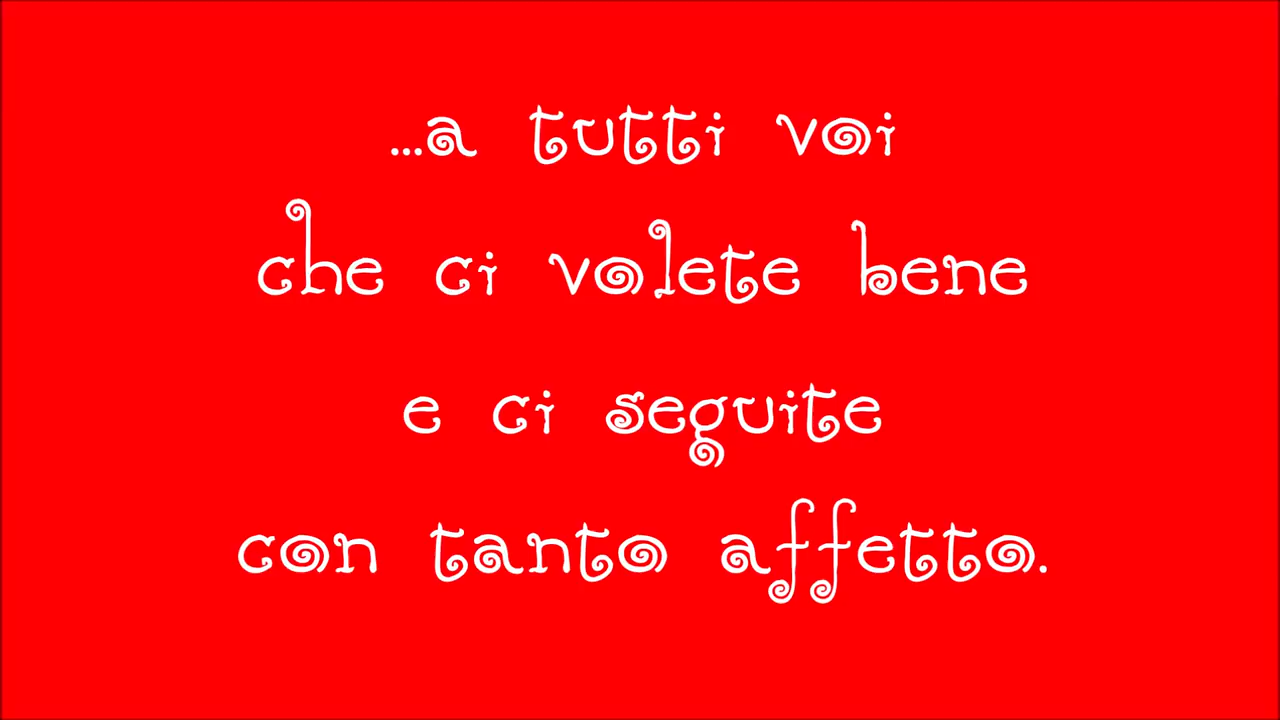 ...a tutti voi
che ci volete bene
e ci seguite
con tanto affetto.